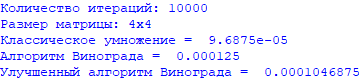 Количество итераций: 10000
Размер матрицы: 4x4
Классическое умножение =  9.6875e-05
Алгоритм Винограда =  0.000125
Улучшенный алгоритм Винограда =  0.0001046875